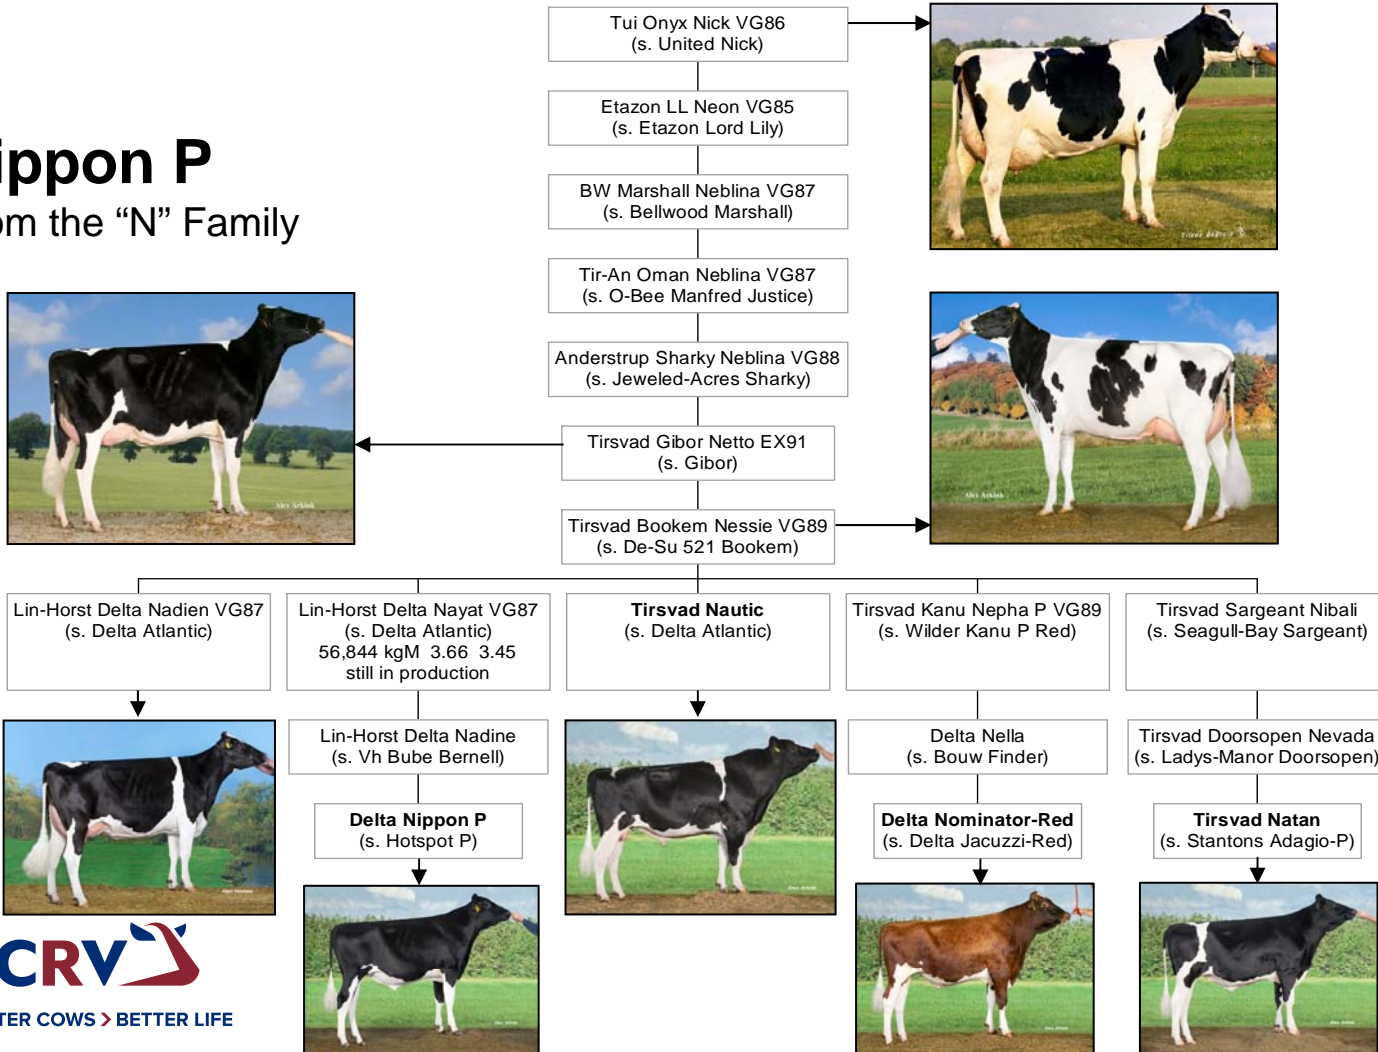 Tui Onyx Nick VG86
(s. United Nick)
Etazon LL Neon VG85
(s. Etazon Lord Lily)
ippon P
om the “N” Family
BW Marshall Neblina VG87
(s. Bellwood Marshall)
Tir-An Oman Neblina VG87
(s. O-Bee Manfred Justice)
Anderstrup Sharky Neblina VG88
(s. Jeweled-Acres Sharky)
Tirsvad Gibor Netto EX91
(s. Gibor)
Alex Arkink
Alex Arkink
Tirsvad Bookem Nessie VG89
(s. De-Su 521 Bookem)
Lin-Horst Delta Nadien VG87
(s. Delta Atlantic)
Lin-Horst Delta Nayat VG87
(s. Delta Atlantic)
56,844 kgM 3.66 3.45
still in production
Tirsvad Nautic
(s. Delta Atlantic)
Tirsvad Kanu Nepha P VG89
(s. Wilder Kanu P Red)
Tirsvad Sargeant Nibali
(s. Seagull-Bay Sargeant)
Lin-Horst Delta Nadine
(s. Vh Bube Bernell)
Delta Nella
(s. Bouw Finder)
Tirsvad Doorsopen Nevada
(s. Ladys-Manor Doorsopen)
Delta Nippon P
(s. Hotspot P)
Delta Nominator-Red
(s. Delta Jacuzzi-Red)
Tirsvad Natan
(s. Stantons Adagio-P)
CRV
TER COWS > BETTER LIFE